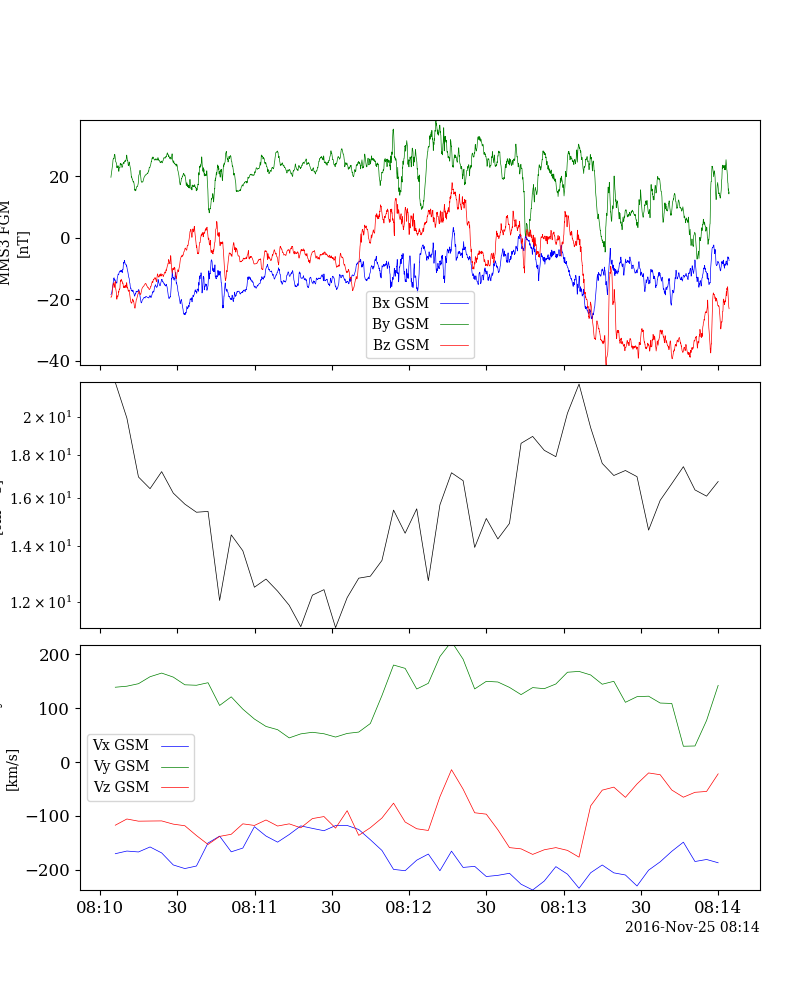 MMS3 FGM
[nT]
20
0
−20
−40
Bx GSM
By GSM
Bz GSM
2 × 10¹
1.8 × 10¹
1.6 × 10¹
1.4 × 10¹
1.2 × 10¹
[km/s]
200
100
0
−100
−200
Vx GSM
Vy GSM
Vz GSM
08:10 30 08:11 30 08:12 30 08:13 30 08:14
2016-Nov-25 08:14